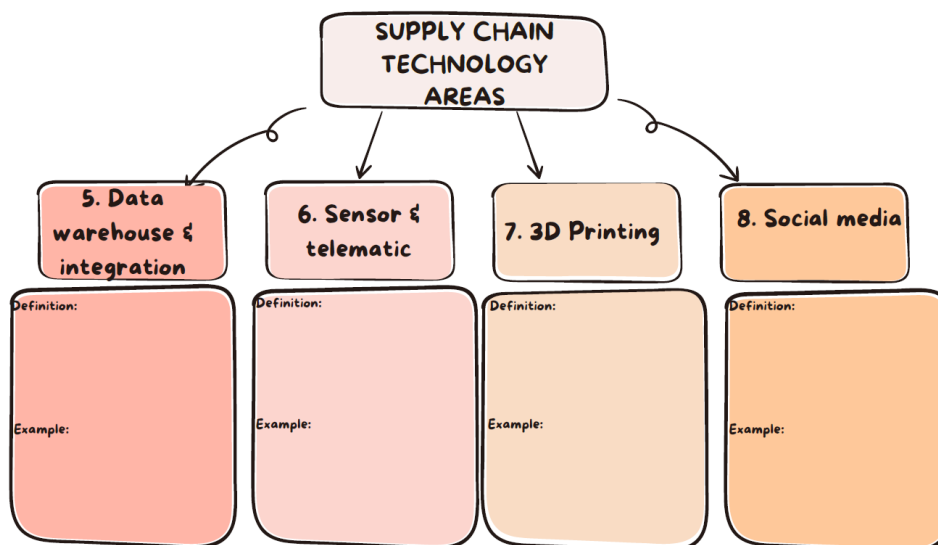 SUPPLY CHAIN
TECHNOLOGY
AREAS
5. Data
warehouse &
integration
Definition:
Example:
6. Sensor &
telematic
Definition:
Example:
7. 3D Printing
Definition:
Example:
8. Social media
Definition:
Example: